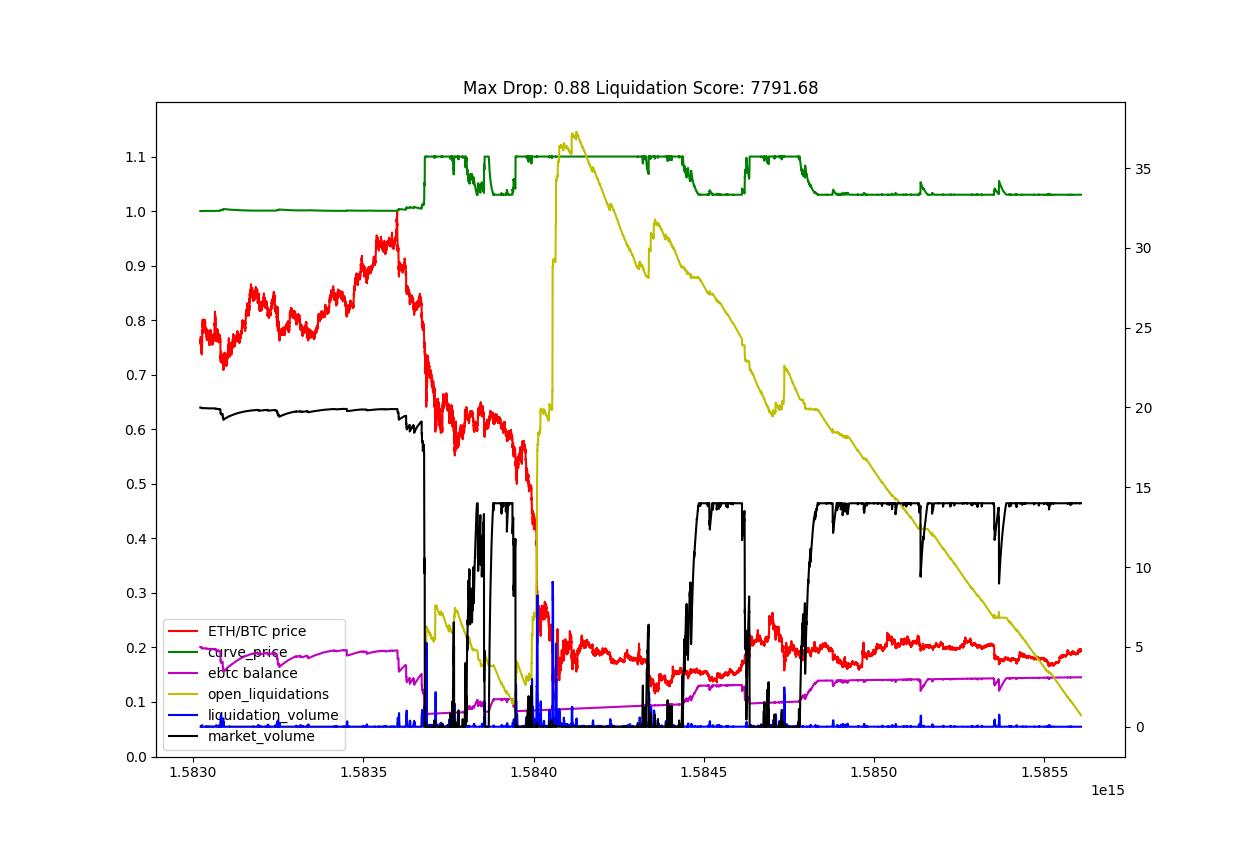 Max Drop: 0.88 Liquidation Score: 7791.68
1.1
1.0
0.9
0.8
0.7
0.6
0.5
0.4
0.3
0.2
0.1
0.0
35
30
25
20
15
10
5
0
ETH/BTC price
curve_price
ebtc balance
open_liquidations
liquidation_volume
market_volume
1.5830 1.5835 1.5840 1.5845 1.5850 1.5855
1e15